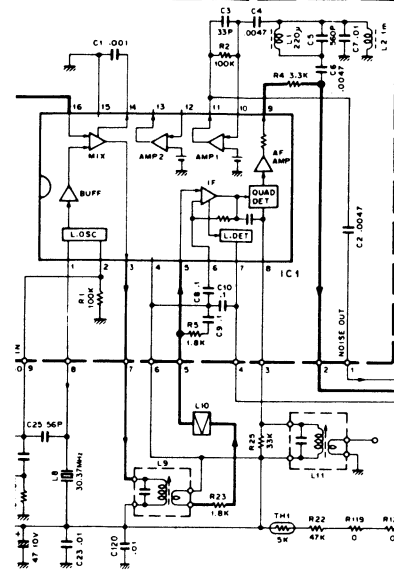 C3
33P
C4
.0047
L1
220μ
C5
560P
C7 .01
L2 1m
R2
100K
C6
.0047
C1 .001
R4 3.3K
16
15
14
13
12
11
10
9
MIX
AMP2
AMP1
AF
AMP
BUFF
IF
QUAD
DET
L.OSC
L.DET
C2 .0047
1
2
3
4
5
6
7
8
IC1
R1
100K
C8 .1
C10
.1
C9 .1
R5
1.8K
IN
NOISE OUT
9
8
7
6
5
4
3
2
1
C25 56P
L10
L8
30.37MHz
L9
R25
33K
L11
R23
1.8K
47 10V
C23 .01
C120
.01
TH1
5K
R22
47K
R119
0
0